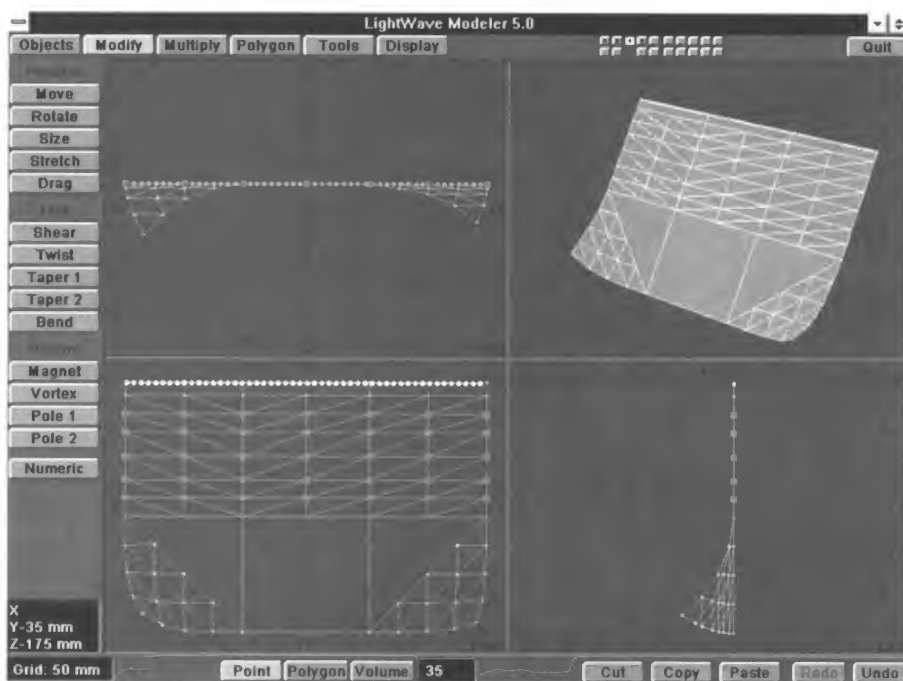 LightWave Modeler 5.0
Objects Modify Multiply Polygon Tools Display Quit
Move
Rotate
Size
Stretch
Drag
Shear
Twist
Taper 1
Taper 2
Bend
Magnet
Vortex
Pole 1
Pole 2
Numeric
X
Y-35 mm
Z-175 mm
Grid: 50 mm Point Polygon Volume 35 Cut Copy Paste Redo Undo